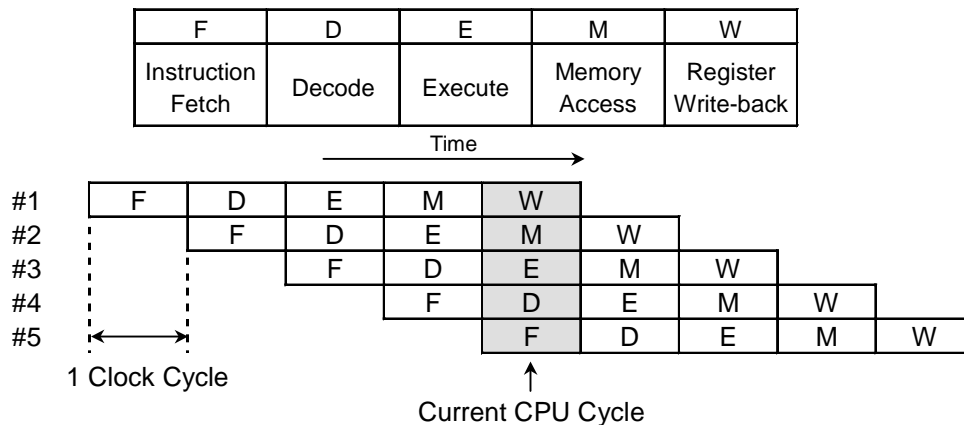 F D E M W
Instruction Fetch Decode Execute Memory Access Register Write-back
Time
#1 F D E M W
#2 F D E M W
#3 F D E M W
#4 F D E M W
#5 F D E M W
1 Clock Cycle
Current CPU Cycle